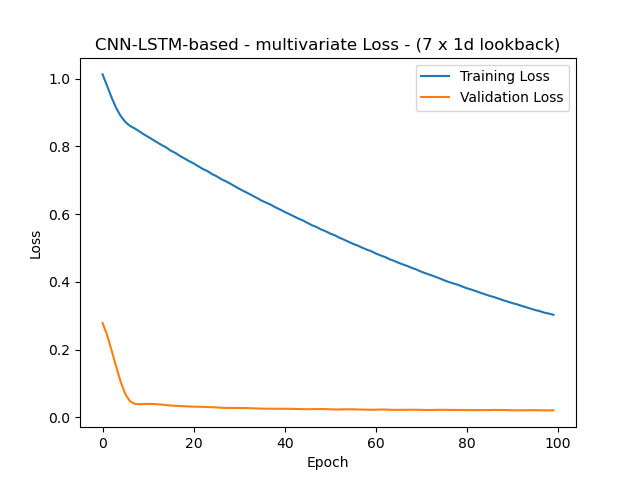 CNN-LSTM-based - multivariate Loss - (7 x 1d lookback)
Training Loss
Validation Loss
1.0
0.8
0.6
0.4
0.2
0.0
Loss
0 20 40 60 80 100
Epoch